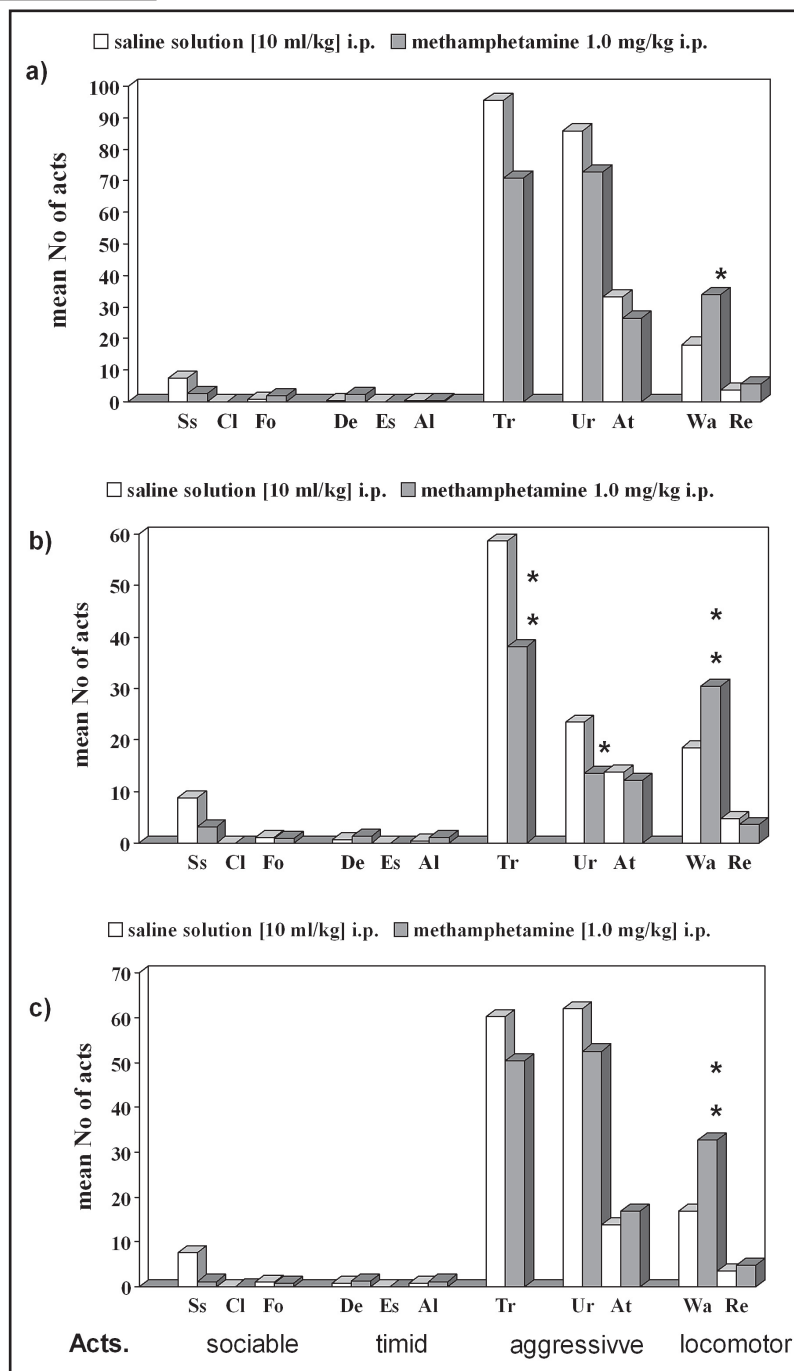 saline solution [10 ml/kg] i.p. methamphetamine 1.0 mg/kg i.p.
a)
mean No of acts
100
90
80
70
60
50
40
30
20
10
0
*
Ss Cl Fo De Es Al Tr Ur At Wa Re
saline solution [10 ml/kg] i.p. methamphetamine 1.0 mg/kg i.p.
b)
mean No of acts
60
50
40
30
20
10
0
*
*
*
*
*
Ss Cl Fo De Es Al Tr Ur At Wa Re
saline solution [10 ml/kg] i.p. methamphetamine [1.0 mg/kg] i.p.
c)
mean No of acts
70
60
50
40
30
20
10
0
*
*
Ss Cl Fo De Es Al Tr Ur At Wa Re
Acts. sociable timid aggressivve locomotor